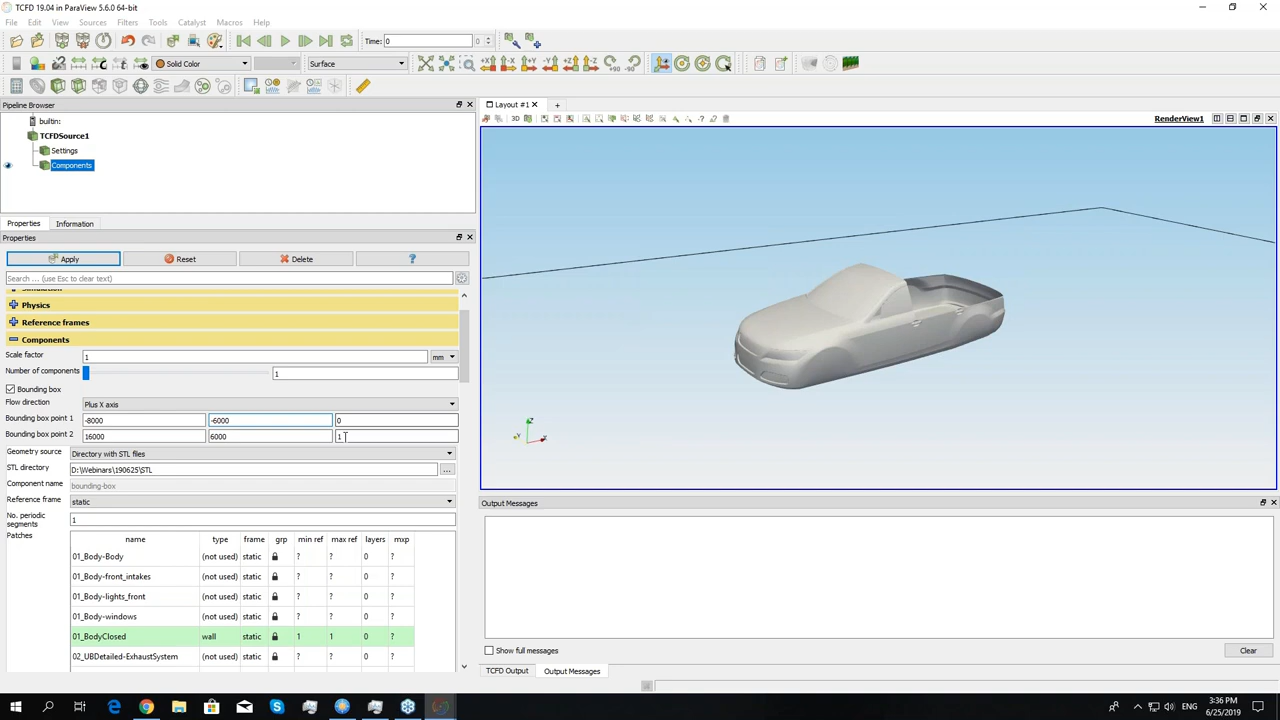 TCFD 19.04 in ParaView 5.6.0 64-bit
File Edit View Sources Filters Tools Catalyst Macros Help
Time: 0 0
Solid Color Surface
+X -X +Y -Y +Z -Z +90 -90
Pipeline Browser
builtin:
TCFDSource1
Settings
Components
Properties Information
Properties
Apply Reset Delete ?
Search ... (use Esc to clear text)
Physics
Reference frames
Components
Scale factor 1 mm
Number of components 1
Bounding box
Flow direction Plus X axis
Bounding box point 1 -8000 -6000 0
Bounding box point 2 16000 6000 1
Geometry source Directory with STL files
STL directory D:\Webinars\190625\STL ...
Component name bounding-box
Reference frame static
No. periodic segments 1
Patches name type frame grp min ref max ref layers mxp
01_Body-Body (not used) static ? ? 0 ?
01_Body-front_intakes (not used) static ? ? 0 ?
01_Body-lights_front (not used) static ? ? 0 ?
01_Body-windows (not used) static ? ? 0 ?
01_BodyClosed wall static 1 1 0 ?
02_UBDetailed-ExhaustSystem (not used) static ? ? 0 ?
Layout #1 +
3D RenderView1
Z
Y X
Output Messages
Show full messages Clear
TCFD Output Output Messages
ENG 3:36 PM
6/25/2019